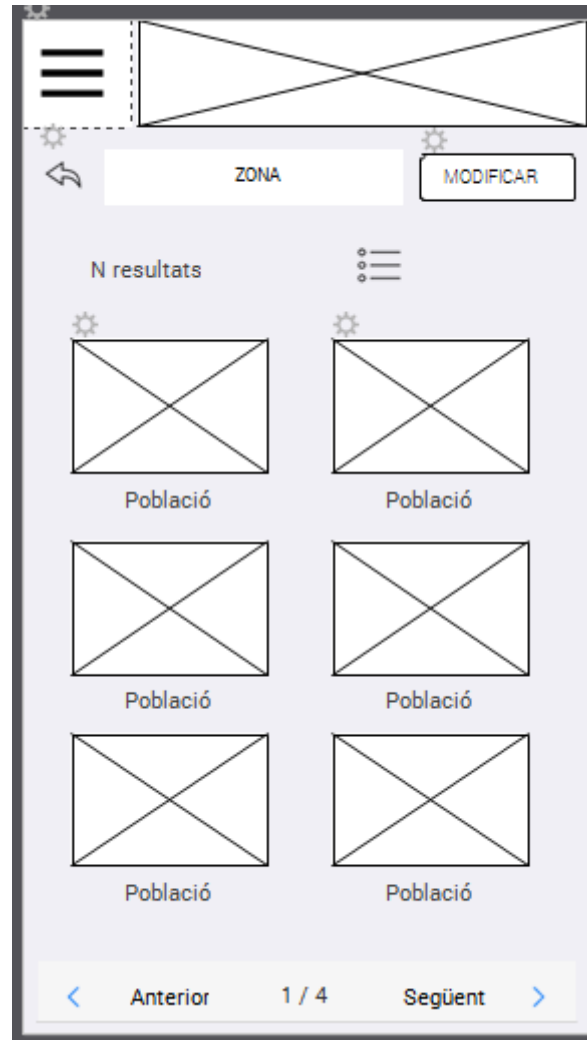 ZONA
MODIFICAR
N resultats
Població
Població
Població
Població
Població
Població
Anterior
1 / 4
Següent